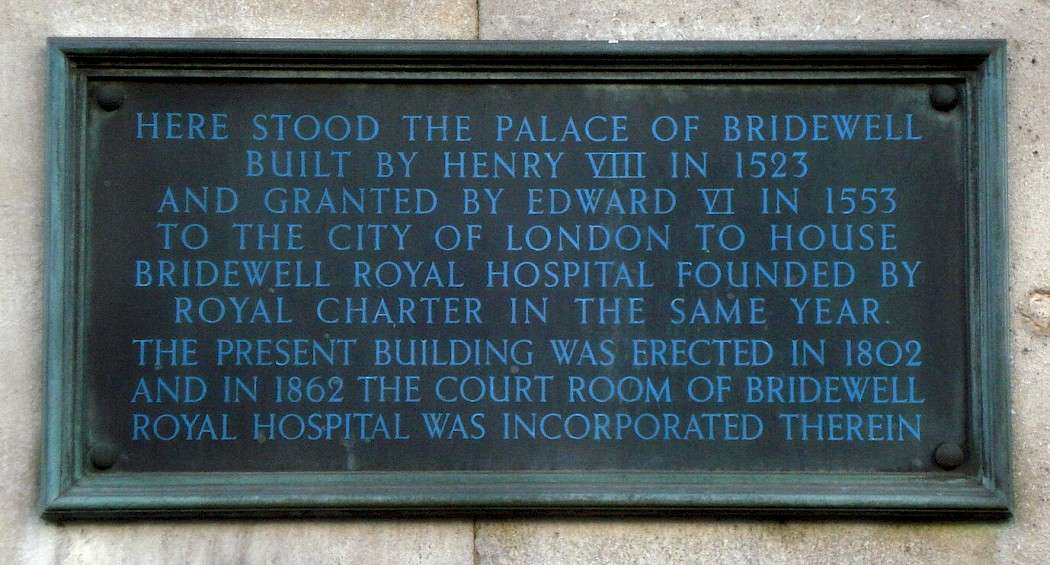 HERE STOOD THE PALACE OF BRIDEWELL
BUILT BY HENRY VIII IN 1523
AND GRANTED BY EDWARD VI IN 1553
TO THE CITY OF LONDON TO HOUSE
BRIDEWELL ROYAL HOSPITAL FOUNDED BY
ROYAL CHARTER IN THE SAME YEAR.
THE PRESENT BUILDING WAS ERECTED IN 1802
AND IN 1862 THE COURT ROOM OF BRIDEWELL
ROYAL HOSPITAL WAS INCORPORATED THEREIN